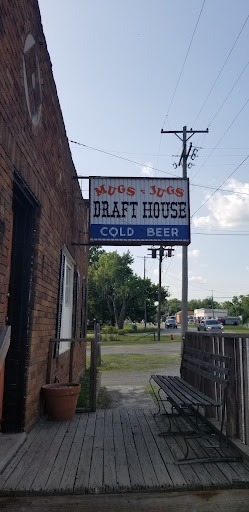 MUGS - JUGS
DRAFT HOUSE
COLD BEER